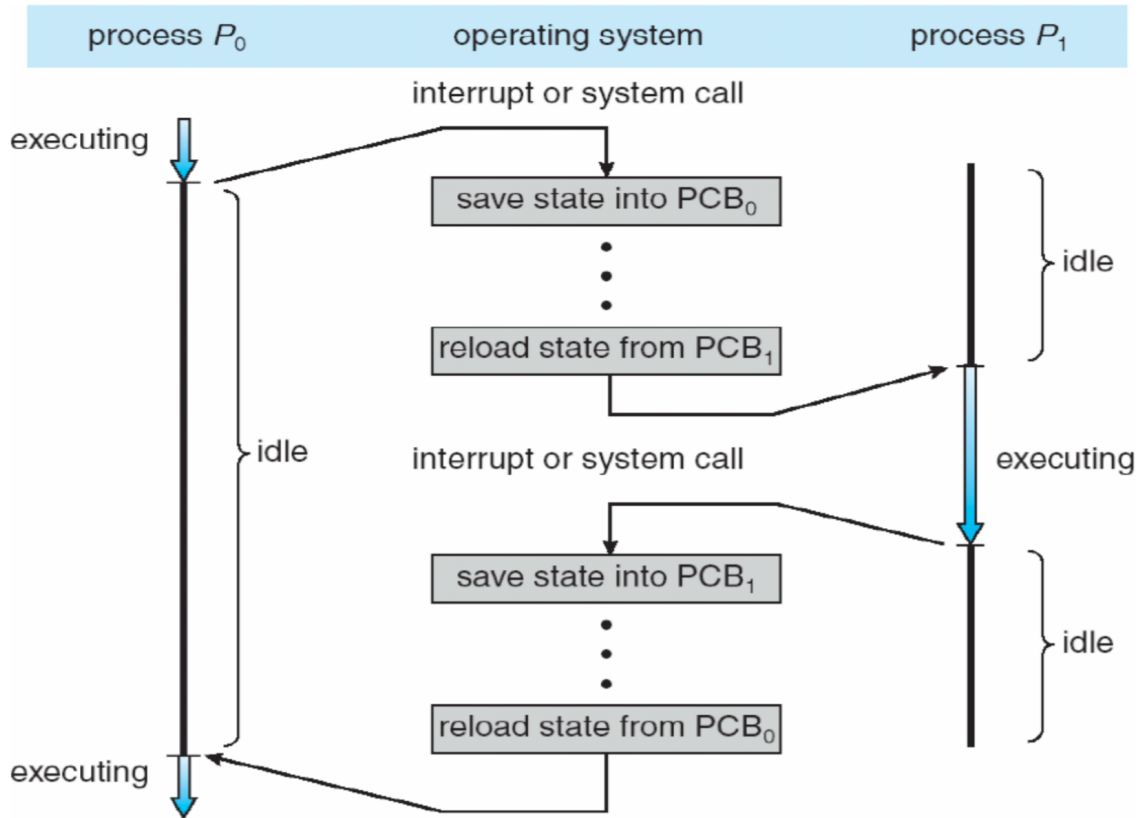 process P₀ operating system process P₁
interrupt or system call
executing
save state into PCB₀
idle
reload state from PCB₁
idle
interrupt or system call
executing
save state into PCB₁
idle
reload state from PCB₀
executing